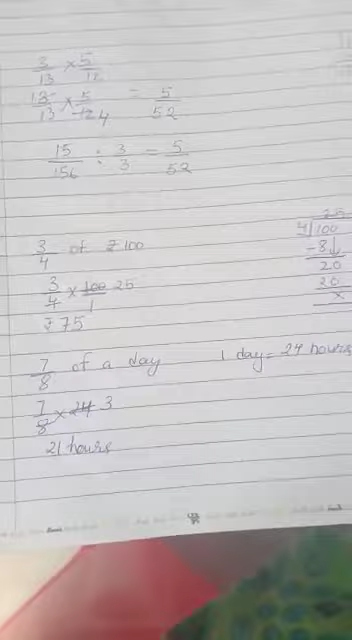 3/13 × 5/12
13/13 × 5/12 4 = 5/52
15/156 ÷ 3/3 = 5/52
3/4 of ₹100
3/4 × 100/1 25
₹75
25
4/100
-8↓
20
20
×
7/8 of a day 1 day = 24 hours
7/8 × 24 3
21 hours